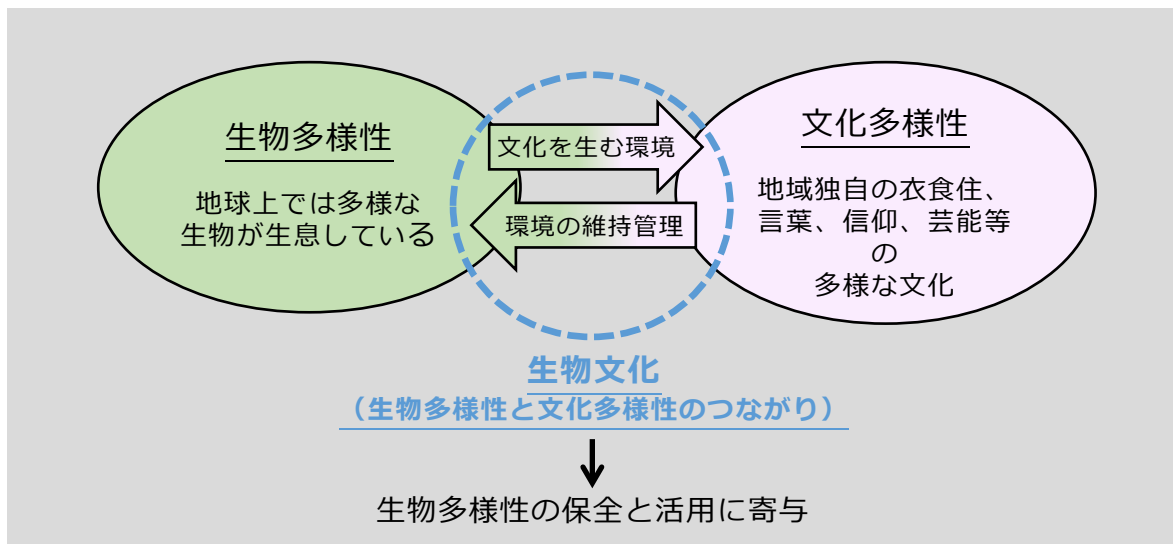 生物多様性
地球上では多様な
生物が生息している
文化を生む環境
環境の維持管理
文化多様性
地域独自の衣食住、
言葉、信仰、芸能等
の
多様な文化
生物文化
（生物多様性と文化多様性のつながり）
生物多様性の保全と活用に寄与